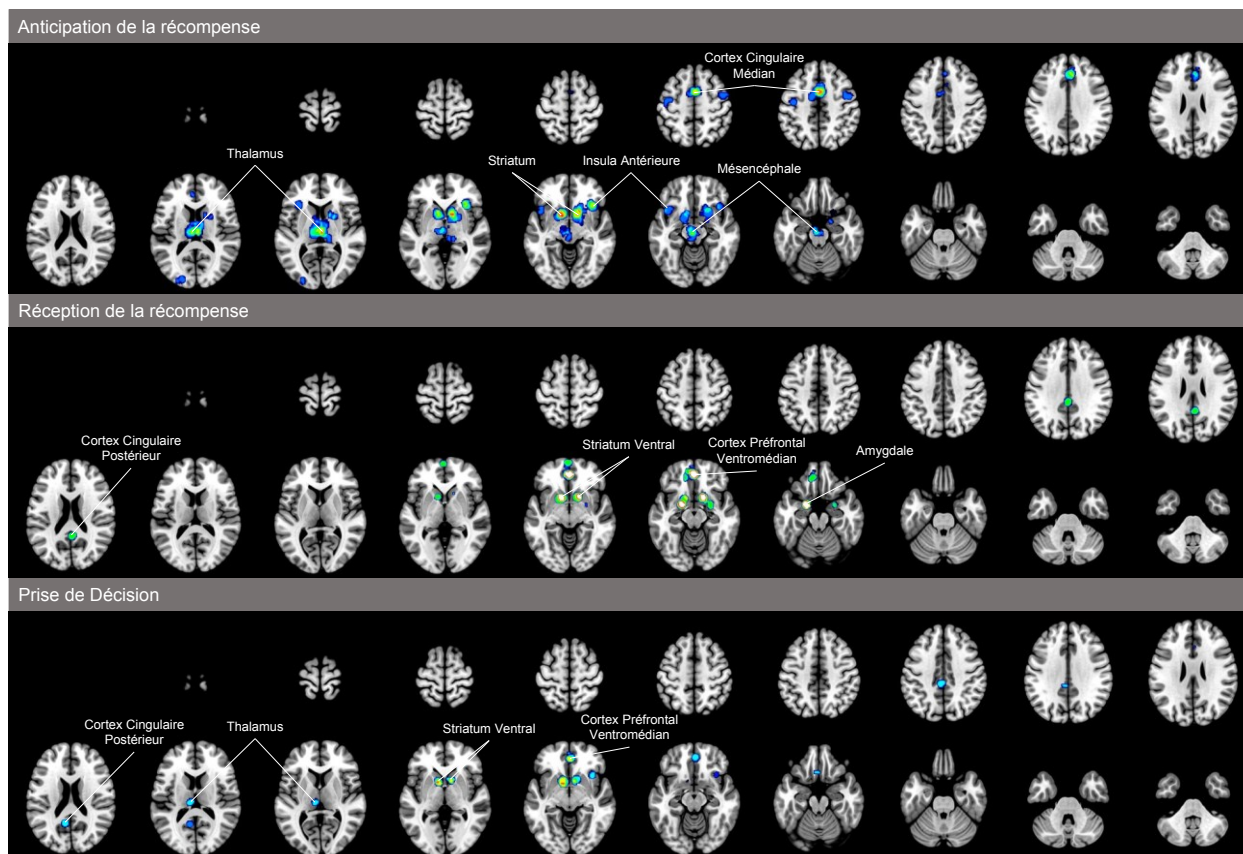 Anticipation de la récompense
Cortex Cingulaire
Médian
Thalamus
Striatum
Insula Antérieure
Mésencéphale
Réception de la récompense
Cortex Cingulaire
Postérieur
Striatum Ventral
Cortex Préfrontal
Ventromédian
Amygdale
Prise de Décision
Cortex Cingulaire
Postérieur
Thalamus
Striatum Ventral
Cortex Préfrontal
Ventromédian